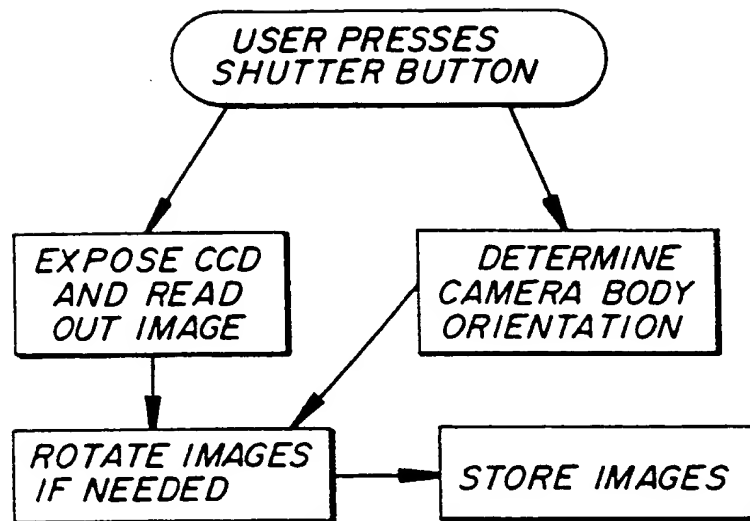 USER PRESSES
SHUTTER BUTTON
EXPOSE CCD
AND READ
OUT IMAGE
DETERMINE
CAMERA BODY
ORIENTATION
ROTATE IMAGES
IF NEEDED
STORE IMAGES